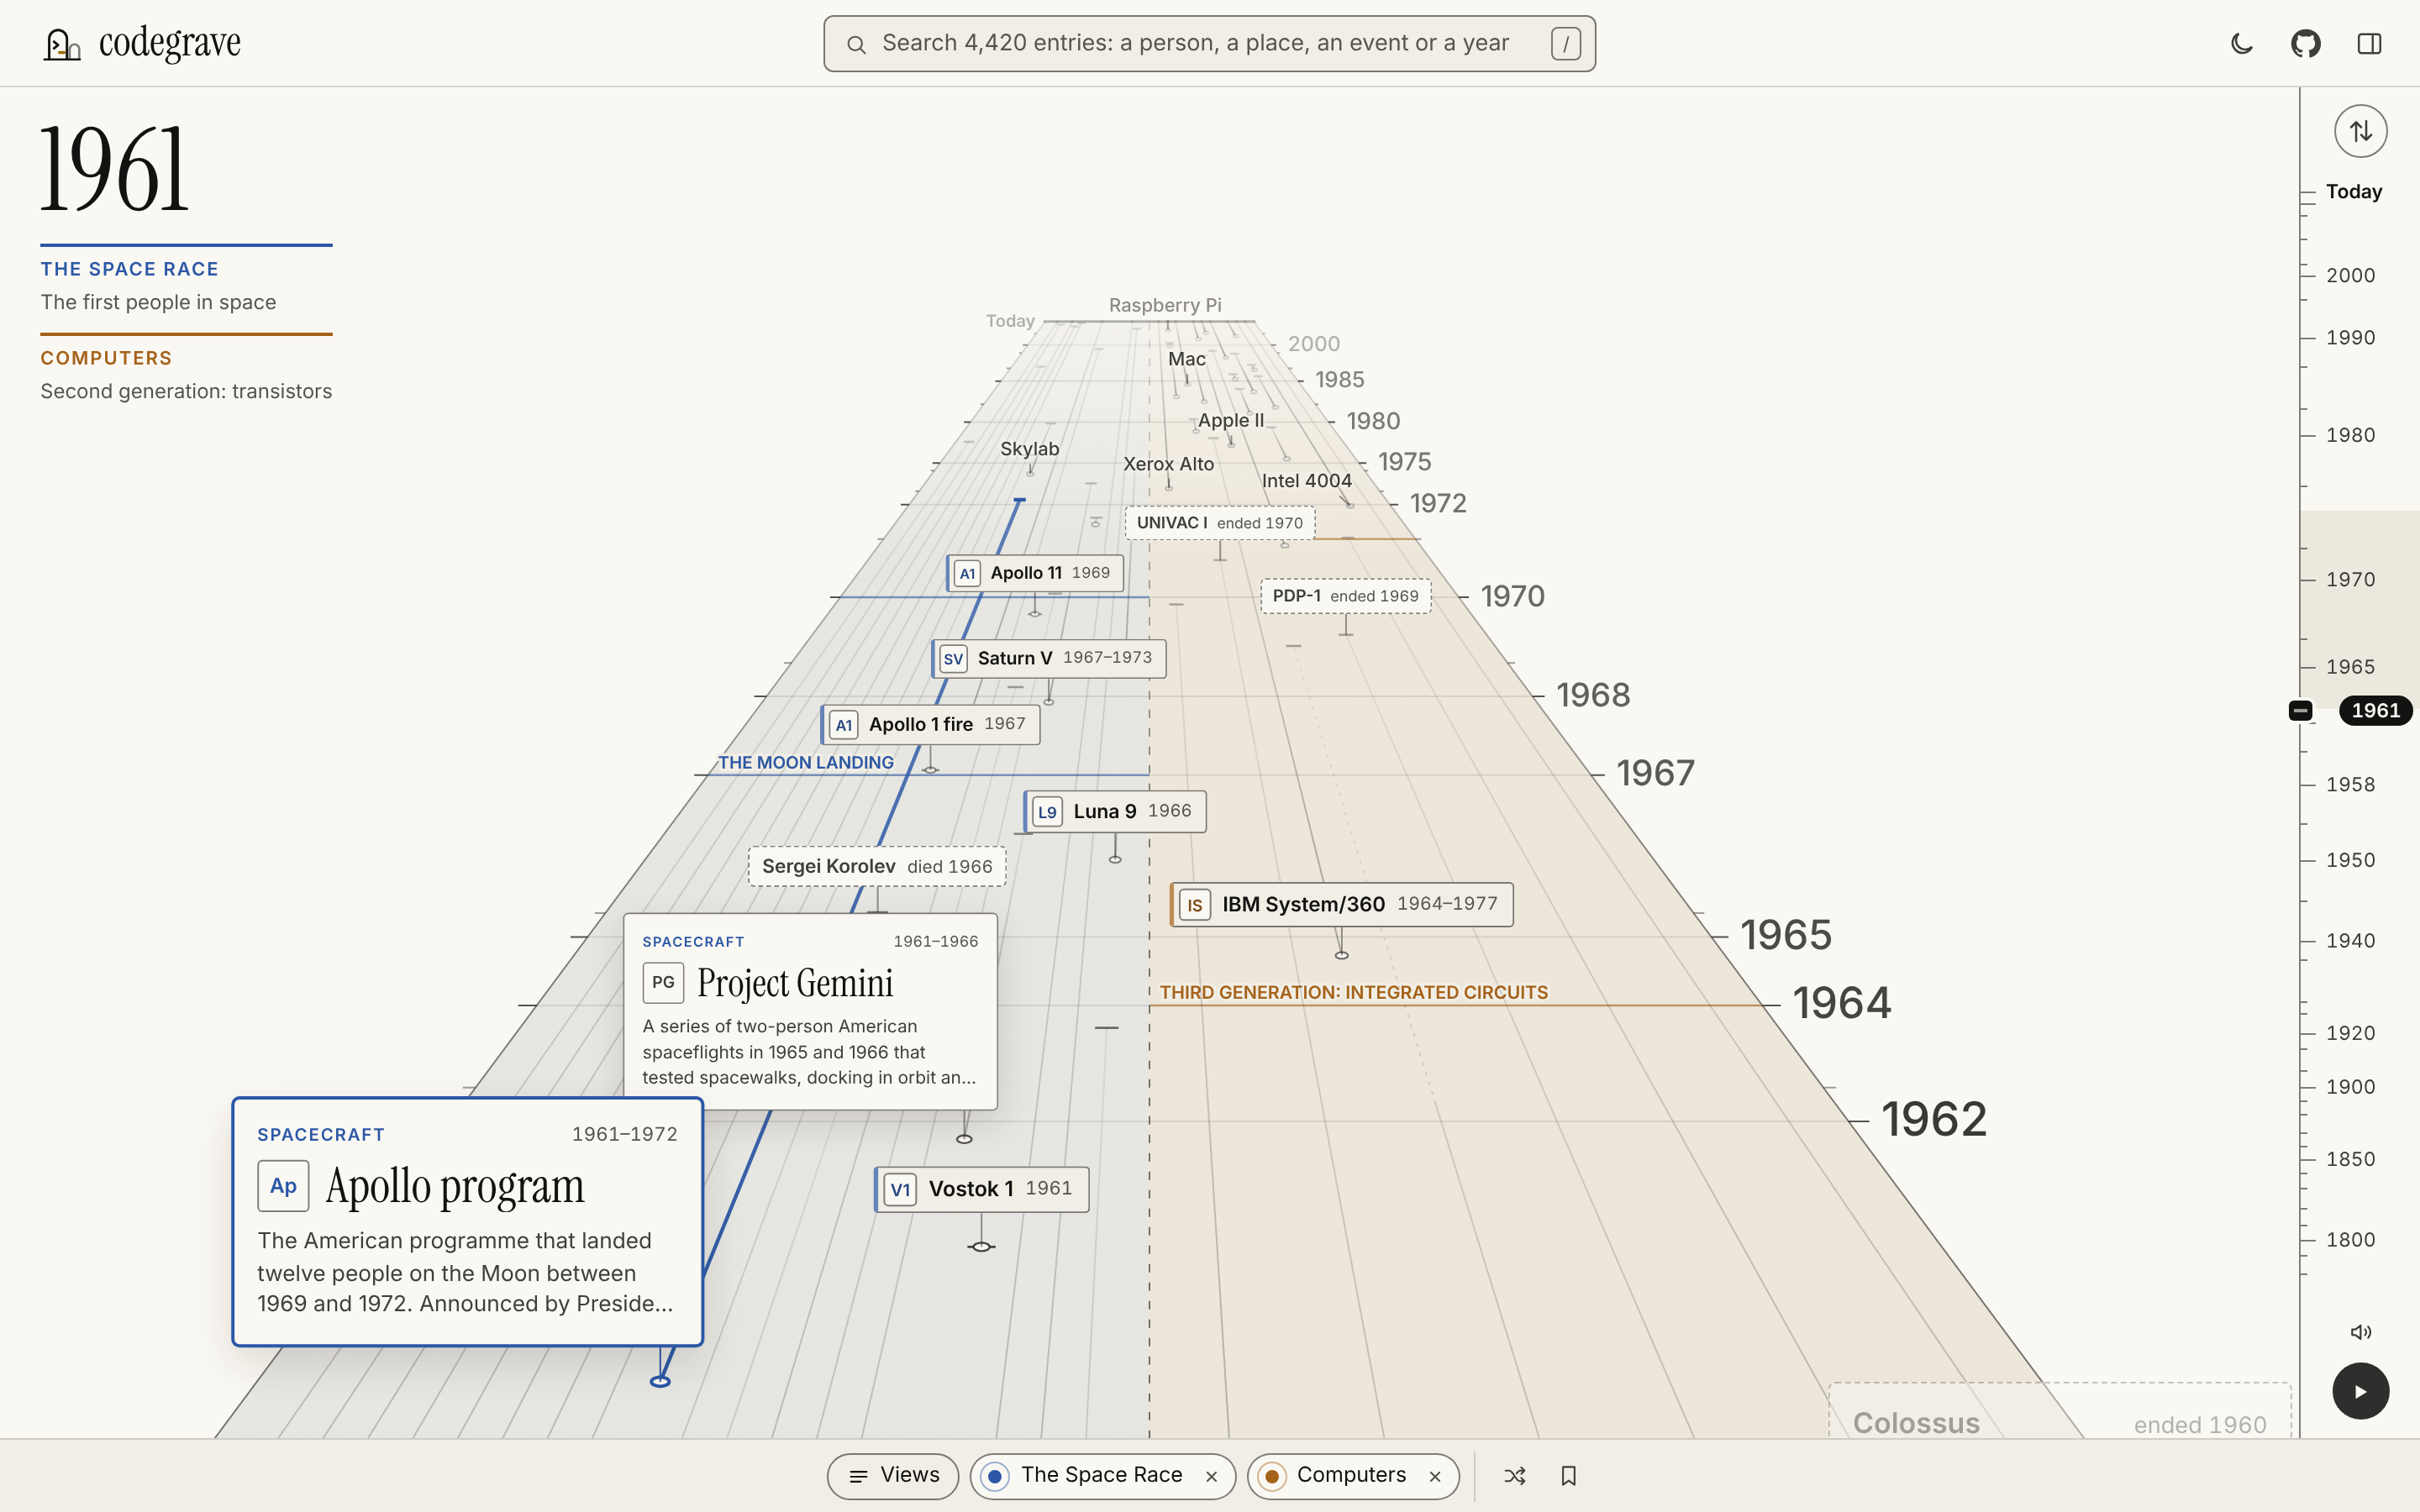 codegrave
Search 4,420 entries: a person, a place, an event or a year
/
1961
THE SPACE RACE
The first people in space
COMPUTERS
Second generation: transistors
Raspberry Pi
Today
2000
Mac
1985
Apple II
1980
Skylab
Xerox Alto
1975
Intel 4004
1972
UNIVAC I ended 1970
A1 Apollo 11 1969
PDP-1 ended 1969
1970
SV Saturn V 1967–1973
1968
A1 Apollo 1 fire 1967
THE MOON LANDING
1967
L9 Luna 9 1966
Sergei Korolev died 1966
IS IBM System/360 1964–1977
1965
SPACECRAFT 1961–1966
PG Project Gemini
A series of two-person American
spaceflights in 1965 and 1966 that
tested spacewalks, docking in orbit an...
THIRD GENERATION: INTEGRATED CIRCUITS
1964
1962
SPACECRAFT 1961–1972
Ap Apollo program
The American programme that landed
twelve people on the Moon between
1969 and 1972. Announced by Preside...
V1 Vostok 1 1961
Colossus ended 1960
Today
2000
1990
1980
1970
1965
1961
1958
1950
1940
1920
1900
1850
1800
Views
The Space Race ×
Computers ×